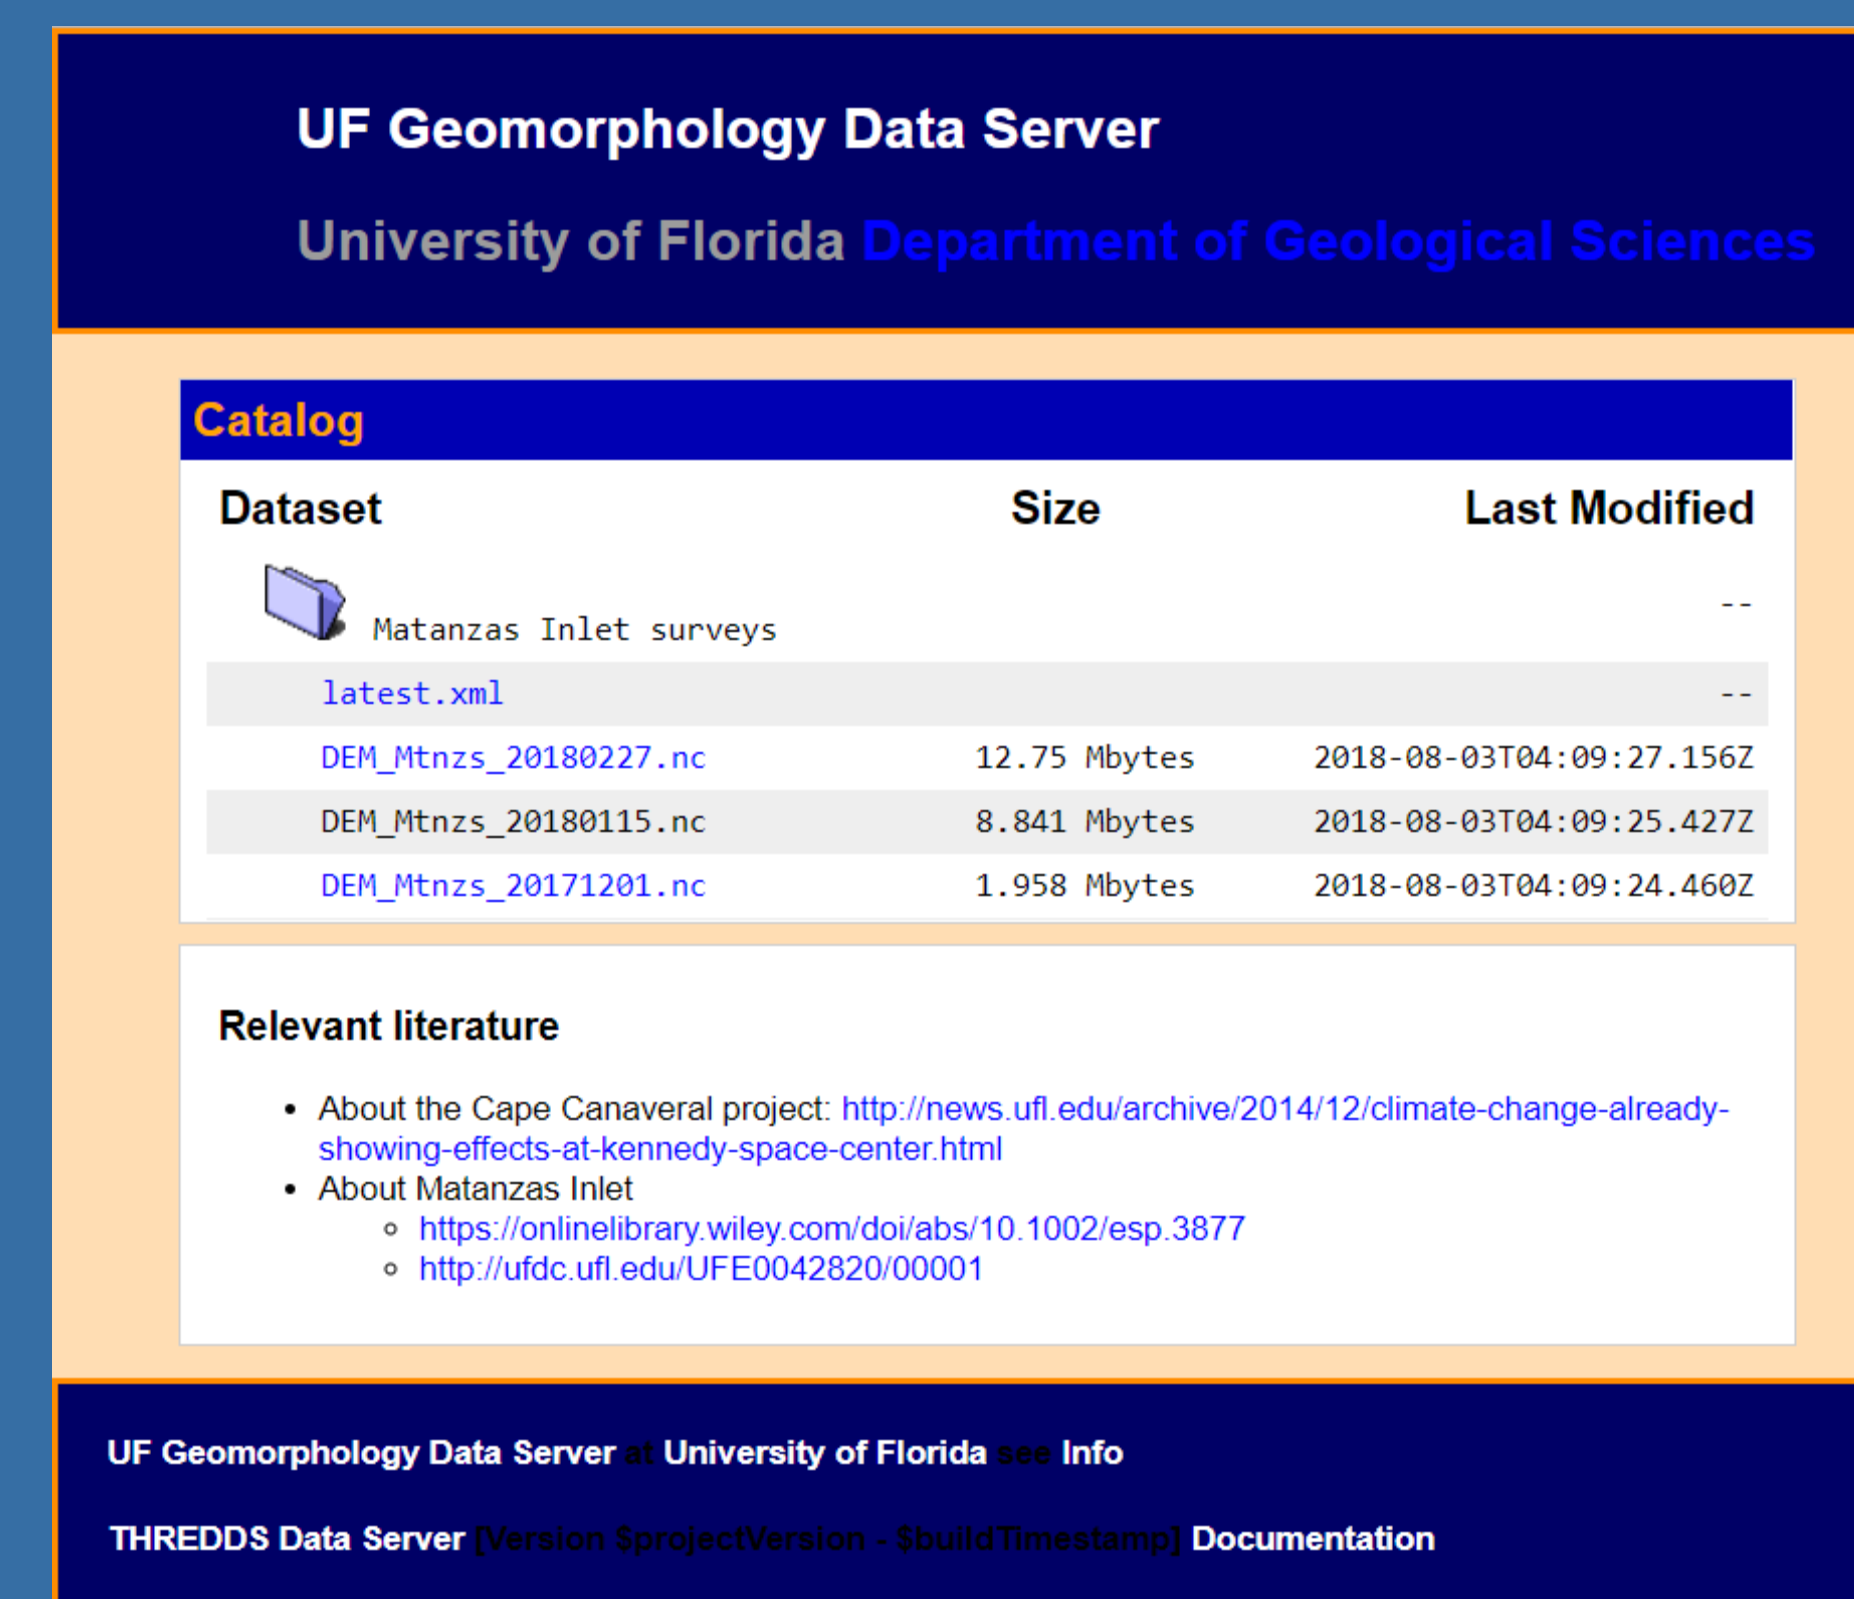 UF Geomorphology Data Server
University of Florida Department of Geological Sciences
Catalog
Dataset Size Last Modified
Matanzas Inlet surveys --
latest.xml --
DEM_Mtnzs_20180227.nc 12.75 Mbytes 2018-08-03T04:09:27.156Z
DEM_Mtnzs_20180115.nc 8.841 Mbytes 2018-08-03T04:09:25.427Z
DEM_Mtnzs_20171201.nc 1.958 Mbytes 2018-08-03T04:09:24.460Z
Relevant literature
• About the Cape Canaveral project: http://news.ufl.edu/archive/2014/12/climate-change-already-
showing-effects-at-kennedy-space-center.html
• About Matanzas Inlet
◦ https://onlinelibrary.wiley.com/doi/abs/10.1002/esp.3877
◦ http://ufdc.ufl.edu/UFE0042820/00001
UF Geomorphology Data Server at University of Florida see Info
THREDDS Data Server [Version $projectVersion - $buildTimestamp] Documentation